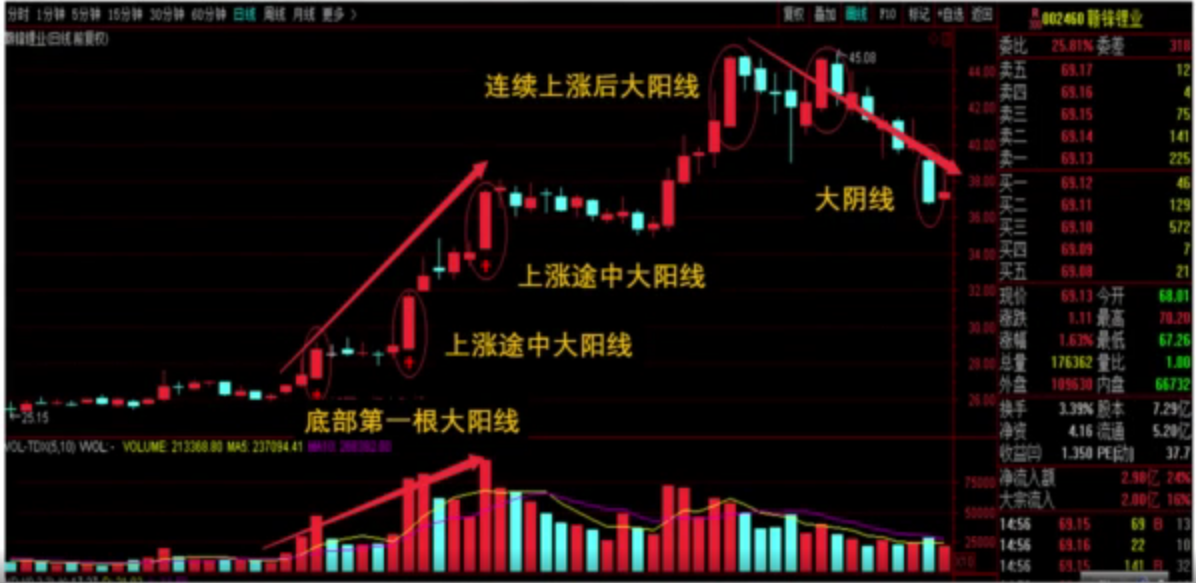 分时 1分钟 5分钟 15分钟 30分钟 60分钟 日线 周线 月线 更多 >
复权 叠加 画线 F10 标记 +自选 返回
002460 赣锋锂业
赣锋锂业(日线 前复权)
连续上涨后大阳线
45.08
大阴线
上涨途中大阳线
上涨途中大阳线
底部第一根大阳线
25.15
44.00
42.00
40.00
38.00
36.00
34.00
32.00
30.00
28.00
26.00
VOL-TDX(5,10) VVOL:- VOLUME: 213368.80 MA5: 237094.41
75000
50000
25000
X10
委比 25.81% 委差 318
卖五 69.17 12
卖四 69.16 4
卖三 69.15 75
卖二 69.14 141
卖一 69.13 225
买一 69.12 46
买二 69.11 129
买三 69.10 572
买四 69.09 7
买五 69.08 21
现价 69.13 今开 68.01
涨跌 1.11 最高 70.20
涨幅 1.63% 最低 67.26
总量 176362 量比 1.00
外盘 109630 内盘 66732
换手 3.39% 股本 7.29亿
净资 4.16 流通 5.20亿
收益㈢ 1.350 PE[动] 37.7
净流入额 2.98亿 24%
大宗流入 2.00亿 16%
14:56 69.15 69 B 13
14:56 69.16 22 10
14:56 69.15 141 B 32